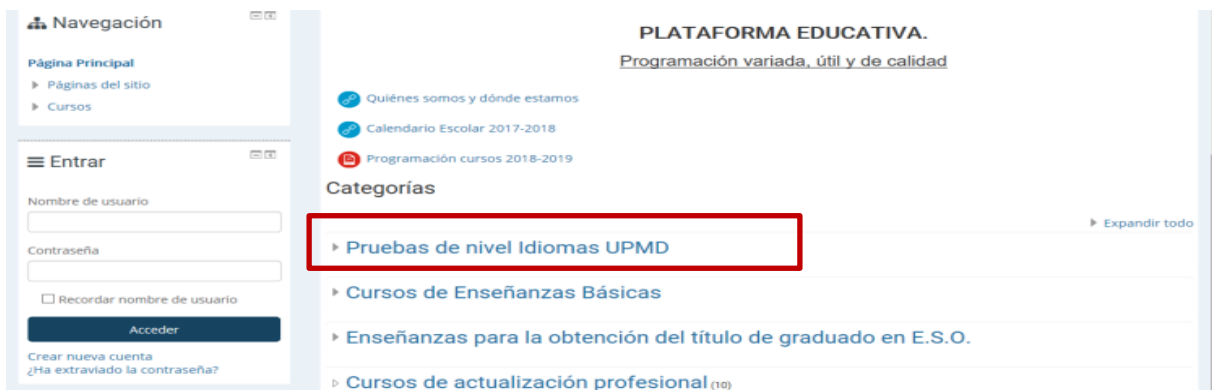 Navegación
Página Principal
Páginas del sitio
Cursos
Entrar
Nombre de usuario
Contraseña
Recordar nombre de usuario
Acceder
Crear nueva cuenta
¿Ha extraviado la contraseña?
PLATAFORMA EDUCATIVA.
Programación variada, útil y de calidad
Quiénes somos y dónde estamos
Calendario Escolar 2017-2018
Programación cursos 2018-2019
Categorías
Expandir todo
Pruebas de nivel Idiomas UPMD
Cursos de Enseñanzas Básicas
Enseñanzas para la obtención del título de graduado en E.S.O.
Cursos de actualización profesional (10)